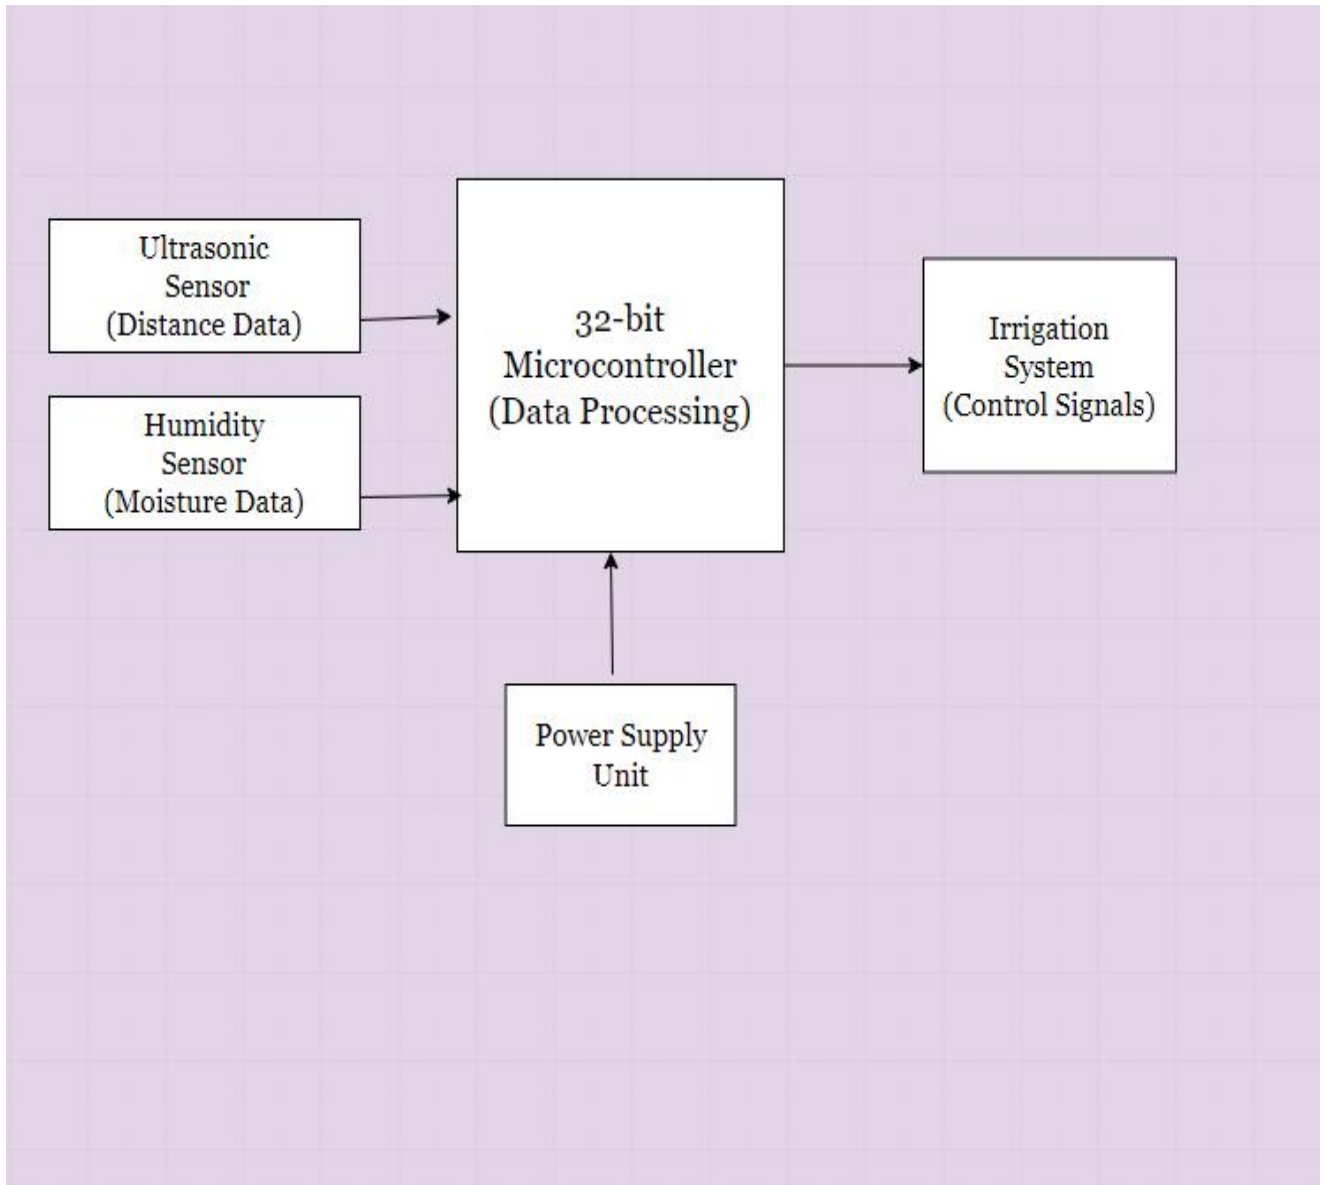 Ultrasonic
Sensor
(Distance Data)
Humidity
Sensor
(Moisture Data)
32-bit
Microcontroller
(Data Processing)
Irrigation
System
(Control Signals)
Power Supply
Unit